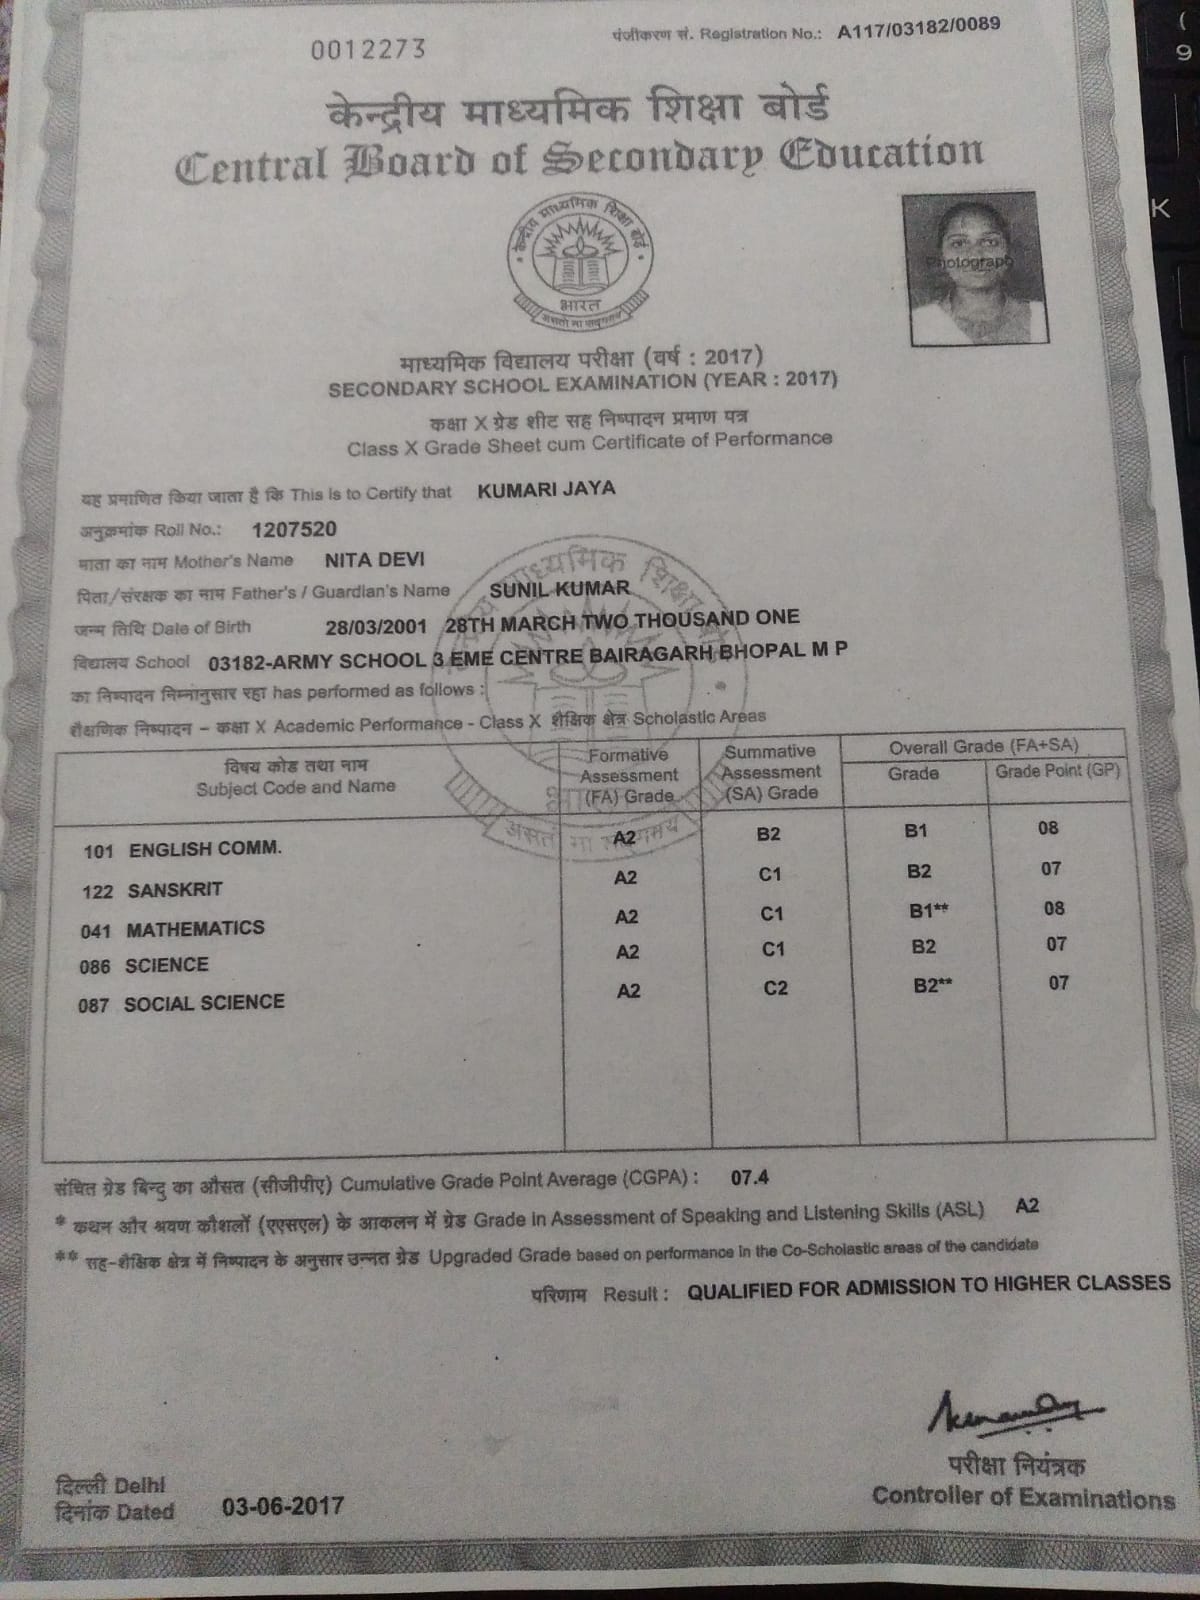 0012273
पंजीकरण सं. Registration No.: A117/03182/0089
केन्द्रीय माध्यमिक शिक्षा बोर्ड
Central Board of Secondary Education
केन्द्रीय माध्यमिक शिक्षा बोर्ड
भारत
असतो मा सद्गमय
Photograph
माध्यमिक विद्यालय परीक्षा (वर्ष : 2017)
SECONDARY SCHOOL EXAMINATION (YEAR : 2017)
कक्षा X ग्रेड शीट सह निष्पादन प्रमाण पत्र
Class X Grade Sheet cum Certificate of Performance
यह प्रमाणित किया जाता है कि This is to Certify that KUMARI JAYA
अनुक्रमांक Roll No.: 1207520
माता का नाम Mother's Name NITA DEVI
पिता/संरक्षक का नाम Father's / Guardian's Name SUNIL KUMAR
जन्म तिथि Date of Birth 28/03/2001 28TH MARCH TWO THOUSAND ONE
विद्यालय School 03182-ARMY SCHOOL 3 EME CENTRE BAIRAGARH BHOPAL M P
का निष्पादन निम्नानुसार रहा has performed as follows :
शैक्षणिक निष्पादन – कक्षा X Academic Performance - Class X शैक्षिक क्षेत्र Scholastic Areas
विषय कोड तथा नाम
Subject Code and Name
Formative
Assessment
(FA) Grade
Summative
Assessment
(SA) Grade
Overall Grade (FA+SA)
Grade
Grade Point (GP)
101 ENGLISH COMM. A2 B2 B1 08
122 SANSKRIT A2 C1 B2 07
041 MATHEMATICS A2 C1 B1** 08
086 SCIENCE A2 C1 B2 07
087 SOCIAL SCIENCE A2 C2 B2** 07
संचित ग्रेड बिन्दु का औसत (सीजीपीए) Cumulative Grade Point Average (CGPA) : 07.4
* कथन और श्रवण कौशलों (एएसएल) के आकलन में ग्रेड Grade in Assessment of Speaking and Listening Skills (ASL) A2
** सह-शैक्षिक क्षेत्र में निष्पादन के अनुसार उन्नत ग्रेड Upgraded Grade based on performance in the Co-Scholastic areas of the candidate
परिणाम Result : QUALIFIED FOR ADMISSION TO HIGHER CLASSES
परीक्षा नियंत्रक
Controller of Examinations
दिल्ली Delhi
दिनांक Dated 03-06-2017